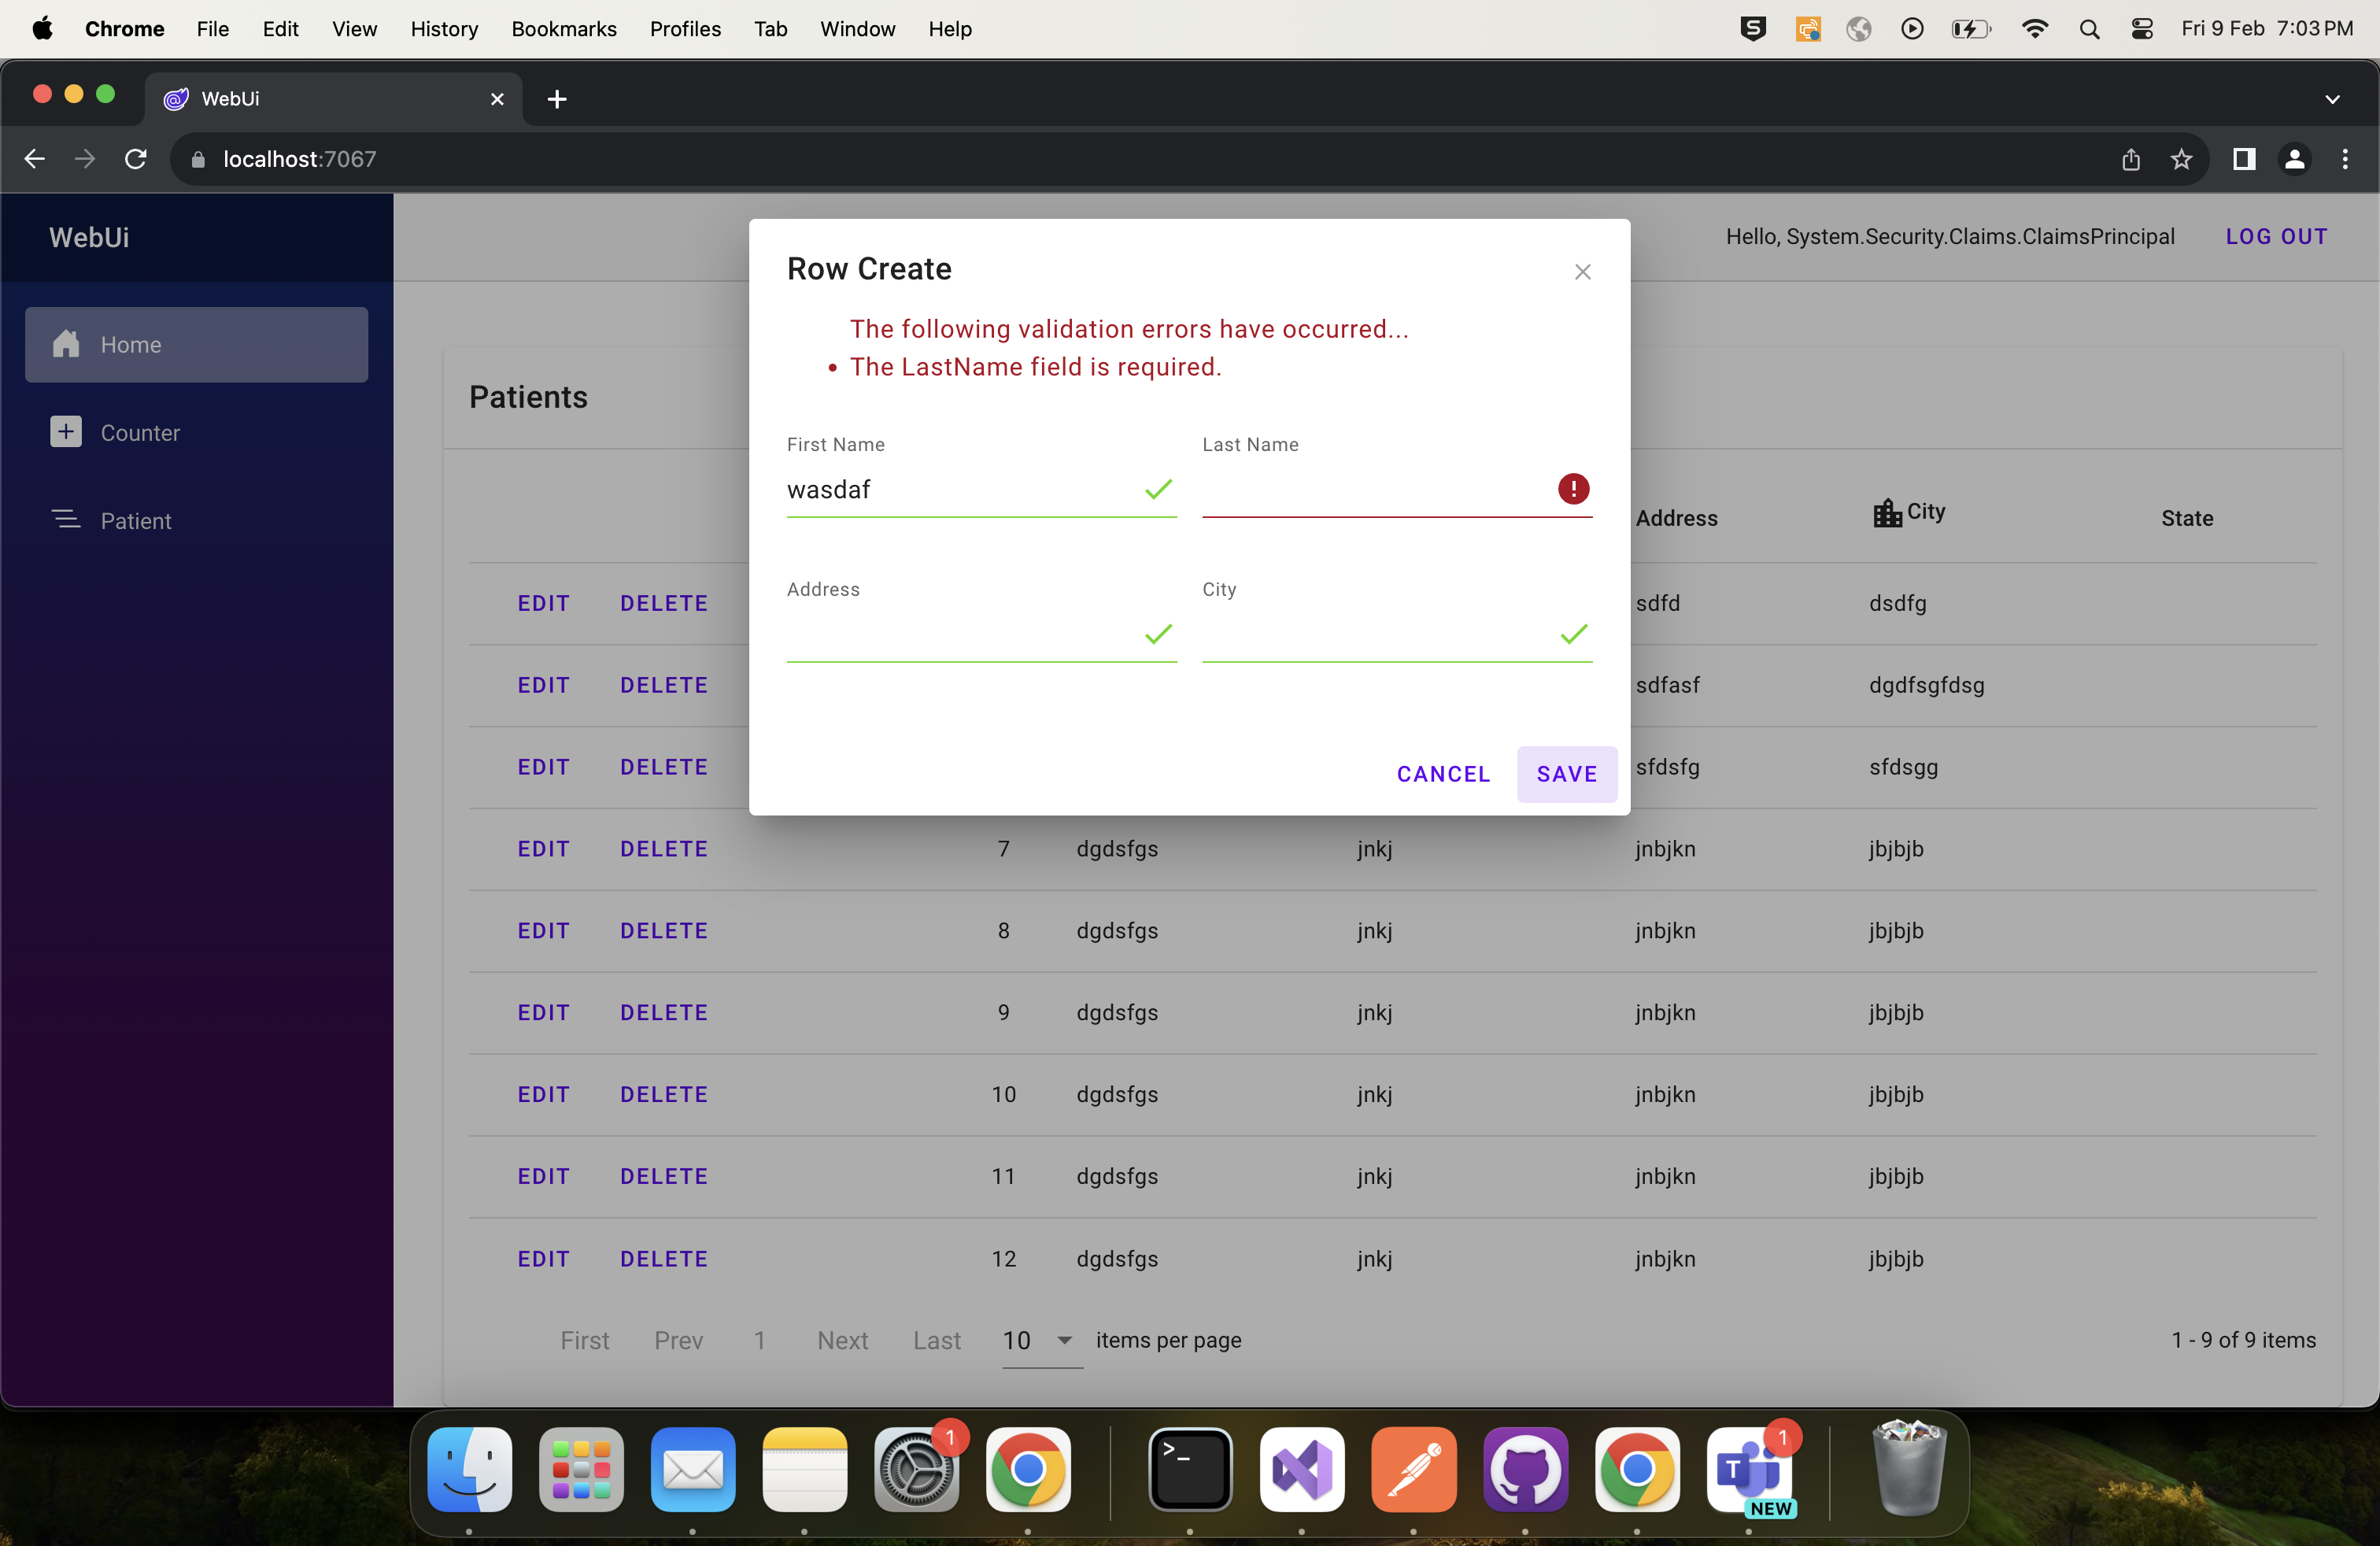 Chrome File Edit View History Bookmarks Profiles Tab Window Help S Fri 9 Feb 7:03 PM
WebUi
localhost:7067
WebUi
Hello, System.Security.Claims.ClaimsPrincipal LOG OUT
Home
Counter
Patient
Patients
Row Create
The following validation errors have occurred...
• The LastName field is required.
First Name Last Name
wasdaf
Address City
CANCEL SAVE
Address City State
EDIT DELETE sdfd dsdfg
EDIT DELETE sdfasf dgdfsgfdsg
EDIT DELETE sfdsfg sfdsgg
EDIT DELETE 7 dgdsfgs jnkj jnbjkn jbjbjb
EDIT DELETE 8 dgdsfgs jnkj jnbjkn jbjbjb
EDIT DELETE 9 dgdsfgs jnkj jnbjkn jbjbjb
EDIT DELETE 10 dgdsfgs jnkj jnbjkn jbjbjb
EDIT DELETE 11 dgdsfgs jnkj jnbjkn jbjbjb
EDIT DELETE 12 dgdsfgs jnkj jnbjkn jbjbjb
First Prev 1 Next Last 10 items per page 1 - 9 of 9 items
1 1
T
NEW